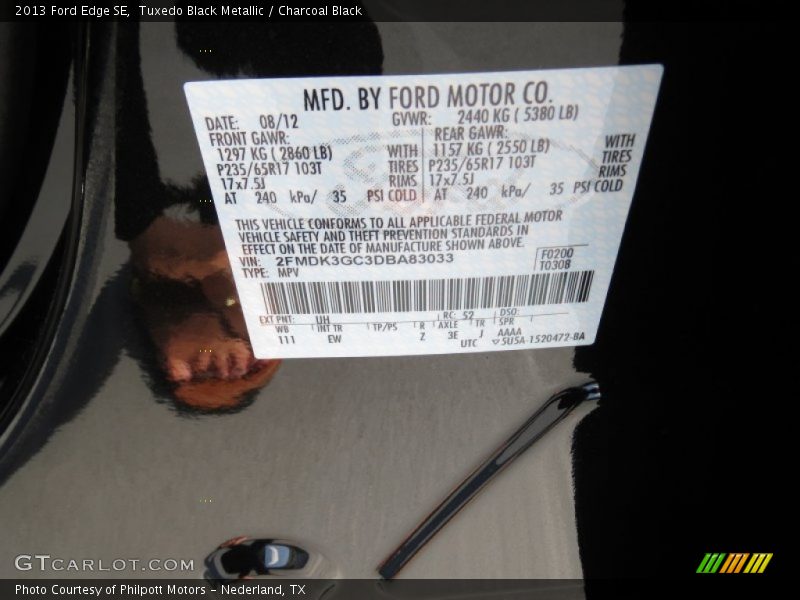 2013 Ford Edge SE, Tuxedo Black Metallic / Charcoal Black
MFD. BY FORD MOTOR CO.
DATE: 08/12 GVWR: 2440 KG ( 5380 LB)
FRONT GAWR: REAR GAWR:
1297 KG ( 2860 LB) WITH 1157 KG ( 2550 LB) WITH
P235/65R17 103T TIRES P235/65R17 103T TIRES
17x7.5J RIMS 17x7.5J RIMS
AT 240 kPa/ 35 PSI COLD AT 240 kPa/ 35 PSI COLD
THIS VEHICLE CONFORMS TO ALL APPLICABLE FEDERAL MOTOR
VEHICLE SAFETY AND THEFT PREVENTION STANDARDS IN
EFFECT ON THE DATE OF MANUFACTURE SHOWN ABOVE.
VIN: 2FMDK3GC3DBA83033 F0200
TYPE: MPV T0308
EXT PNT: UH RC: 52 DSO:
WB INT TR TP/PS R AXLE TR SPR
111 EW Z 3E J AAAA
UTC ▽5U5A-1520472-BA
GTCARLOT.COM
Photo Courtesy of Philpott Motors - Nederland, TX